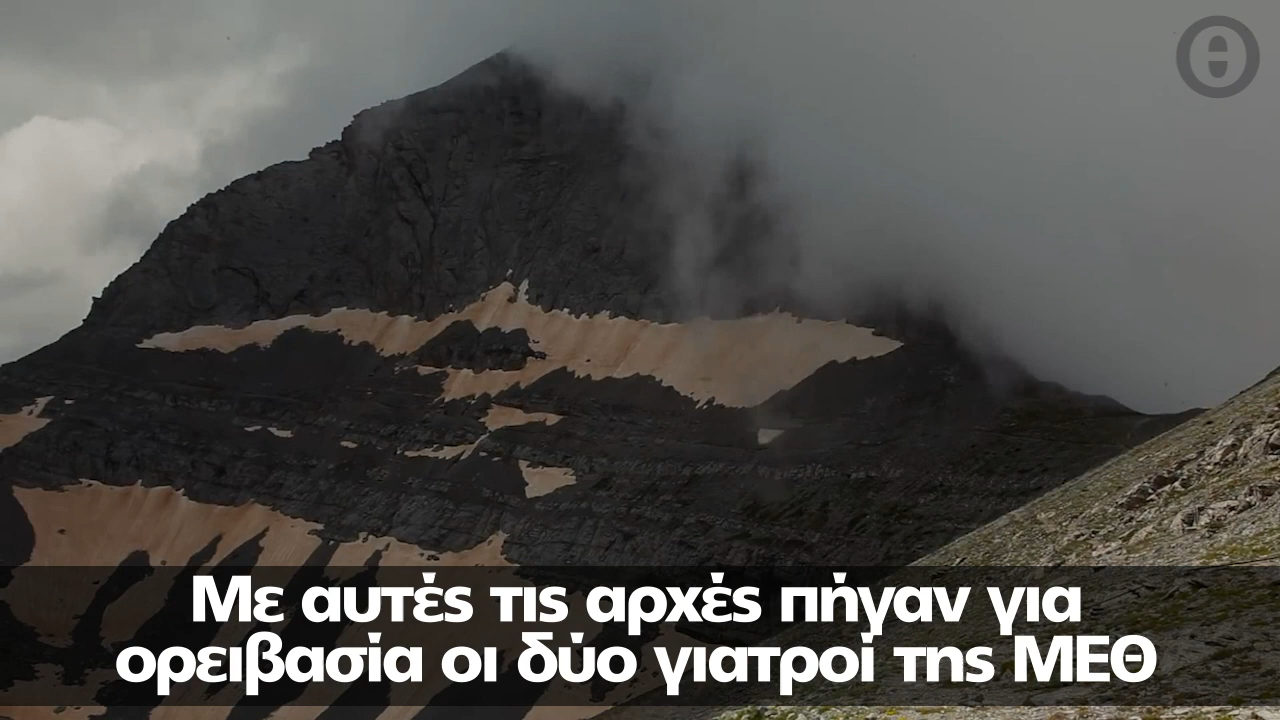 Με αυτές τις αρχές πήγαν για
ορειβασία οι δύο γιατροί της ΜΕΘ